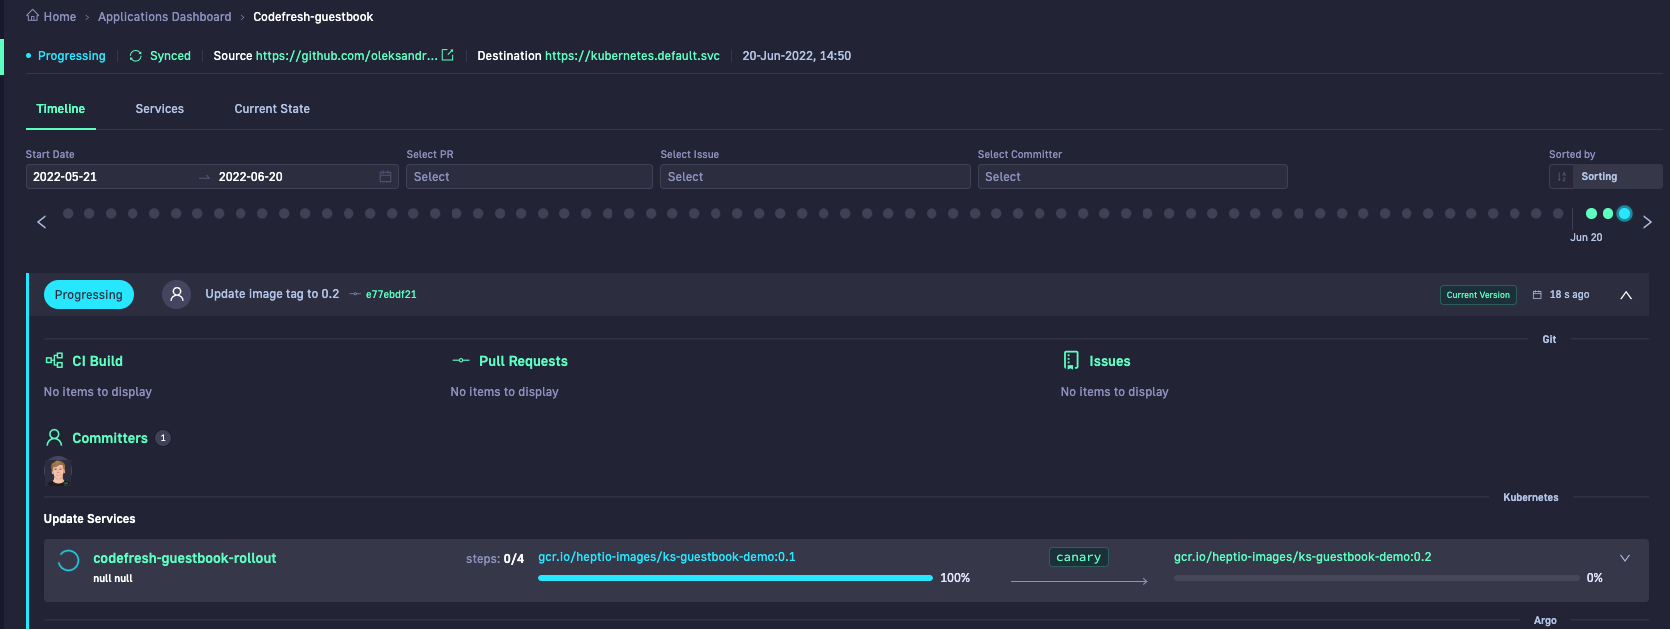 Home > Applications Dashboard > Codefresh-guestbook
Progressing Synced Source https://github.com/oleksandr... Destination https://kubernetes.default.svc 20-Jun-2022, 14:50
Timeline Services Current State
Start Date Select PR Select Issue Select Committer Sorted by
2022-05-21 → 2022-06-20 Select Select Select Sorting
Jun 20
Progressing Update image tag to 0.2 e77ebdf21 Current Version 18 s ago
Git
CI Build Pull Requests Issues
No items to display No items to display No items to display
Committers 1
Kubernetes
Update Services
codefresh-guestbook-rollout steps: 0/4 gcr.io/heptio-images/ks-guestbook-demo:0.1 canary gcr.io/heptio-images/ks-guestbook-demo:0.2
null null 100% 0%
Argo